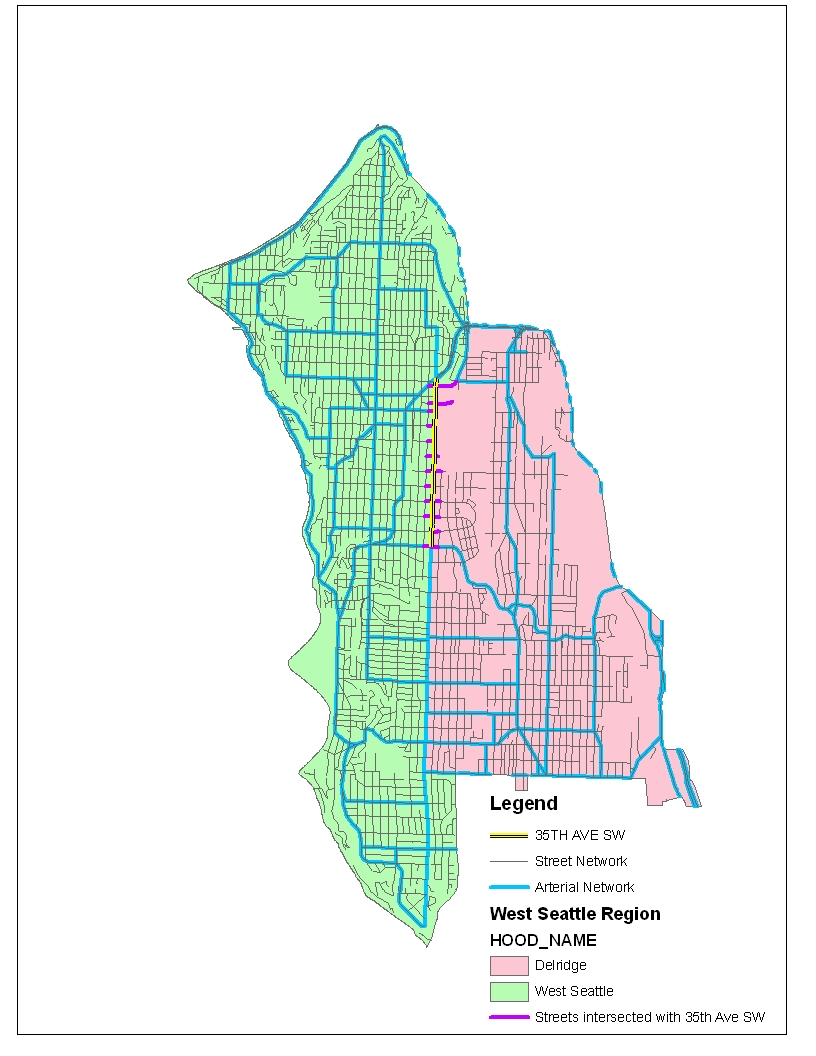 Legend
35TH AVE SW
Street Network
Arterial Network
West Seattle Region
HOOD_NAME
Delridge
West Seattle
Streets intersected with 35th Ave SW